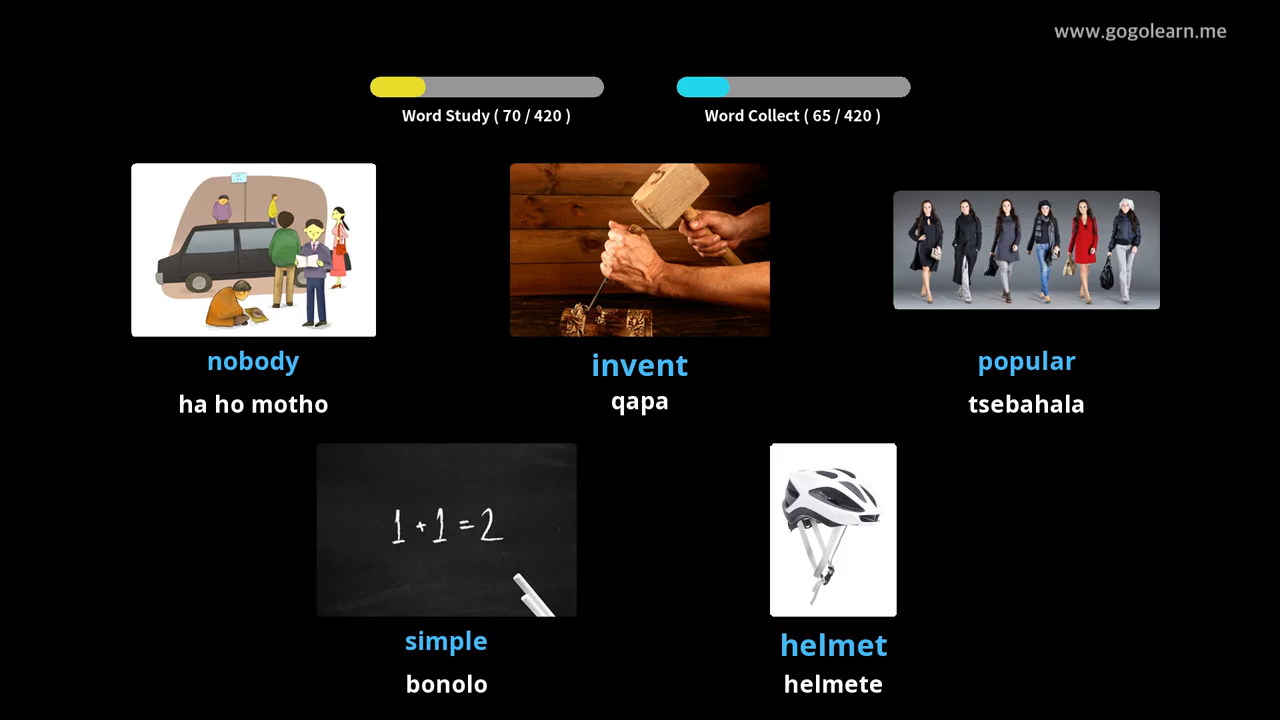 www.gogolearn.me
Word Study ( 70 / 420 )
Word Collect ( 65 / 420 )
nobody
ha ho motho
invent
qapa
popular
tsebahala
1 + 1 = 2
simple
bonolo
helmet
helmete